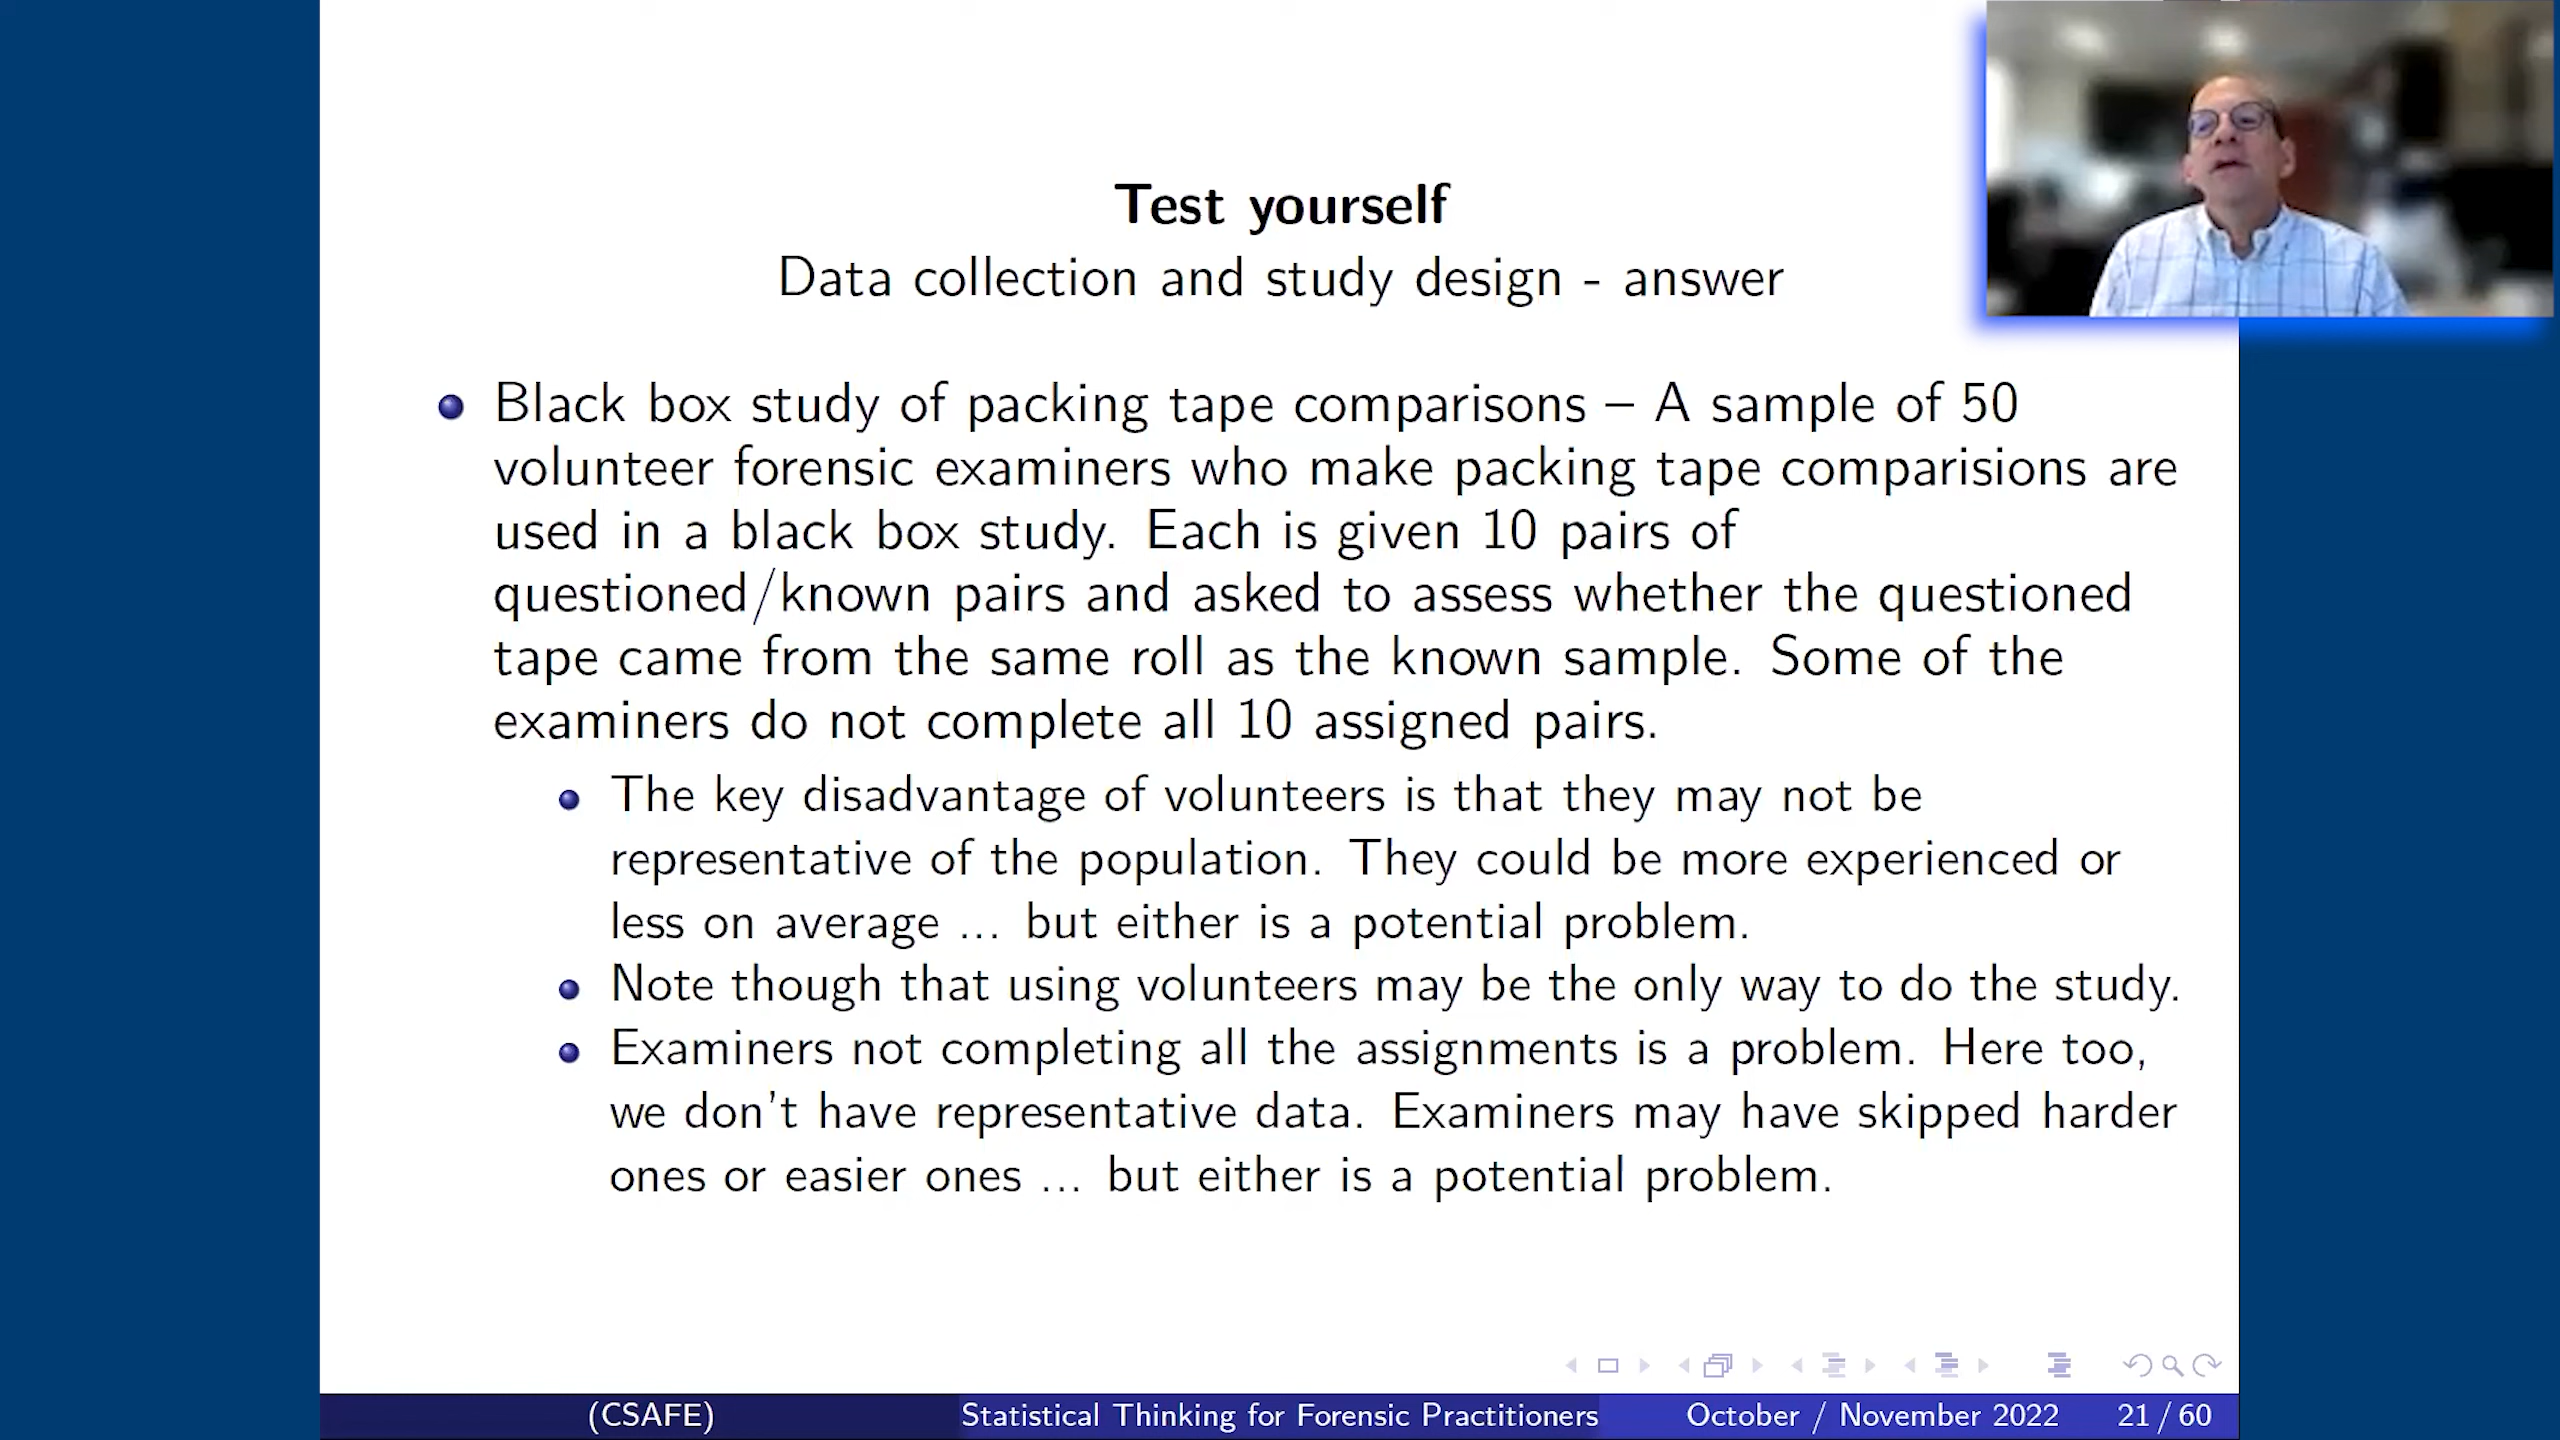 Test yourself
Data collection and study design - answer
Black box study of packing tape comparisons – A sample of 50
volunteer forensic examiners who make packing tape comparisions are
used in a black box study. Each is given 10 pairs of
questioned/known pairs and asked to assess whether the questioned
tape came from the same roll as the known sample. Some of the
examiners do not complete all 10 assigned pairs.
The key disadvantage of volunteers is that they may not be
representative of the population. They could be more experienced or
less on average ... but either is a potential problem.
Note though that using volunteers may be the only way to do the study.
Examiners not completing all the assignments is a problem. Here too,
we don't have representative data. Examiners may have skipped harder
ones or easier ones ... but either is a potential problem.
(CSAFE) Statistical Thinking for Forensic Practitioners October / November 2022 21 / 60